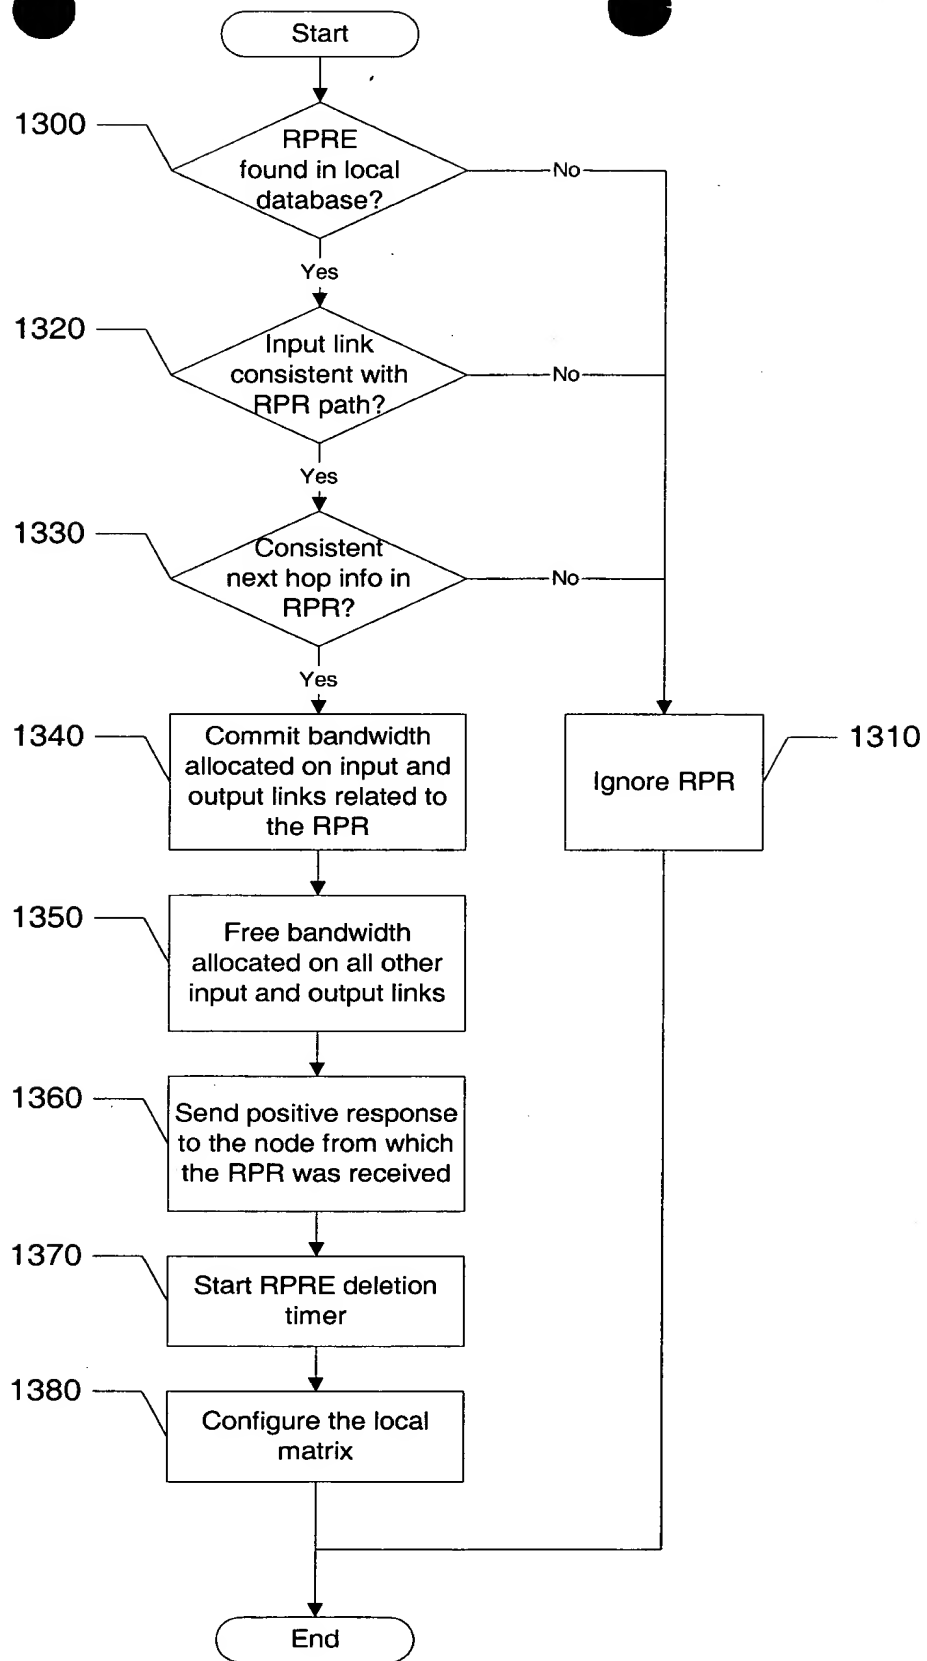 Start
1300
RPRE
found in local
database?
No
Yes
1320
Input link
consistent with
RPR path?
No
Yes
1330
Consistent
next hop info in
RPR?
No
Yes
1340
Commit bandwidth
allocated on input and
output links related to
the RPR
Ignore RPR
1310
1350
Free bandwidth
allocated on all other
input and output links
1360
Send positive response
to the node from which
the RPR was received
1370
Start RPRE deletion
timer
1380
Configure the local
matrix
End